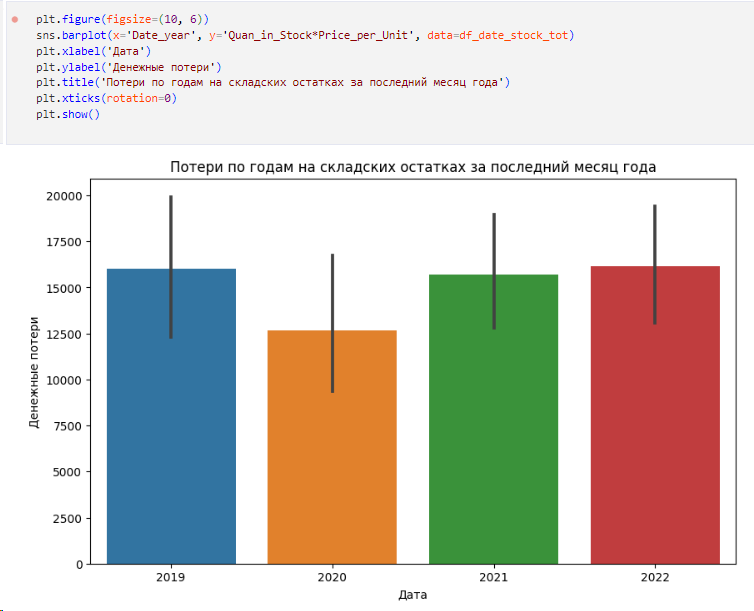 plt.figure(figsize=(10, 6))
sns.barplot(x='Date_year', y='Quan_in_Stock*Price_per_Unit', data=df_date_stock_tot)
plt.xlabel('Дата')
plt.ylabel('Денежные потери')
plt.title('Потери по годам на складских остатках за последний месяц года')
plt.xticks(rotation=0)
plt.show()
Потери по годам на складских остатках за последний месяц года
20000
17500
15000
12500
10000
7500
5000
2500
0
Денежные потери
2019 2020 2021 2022
Дата